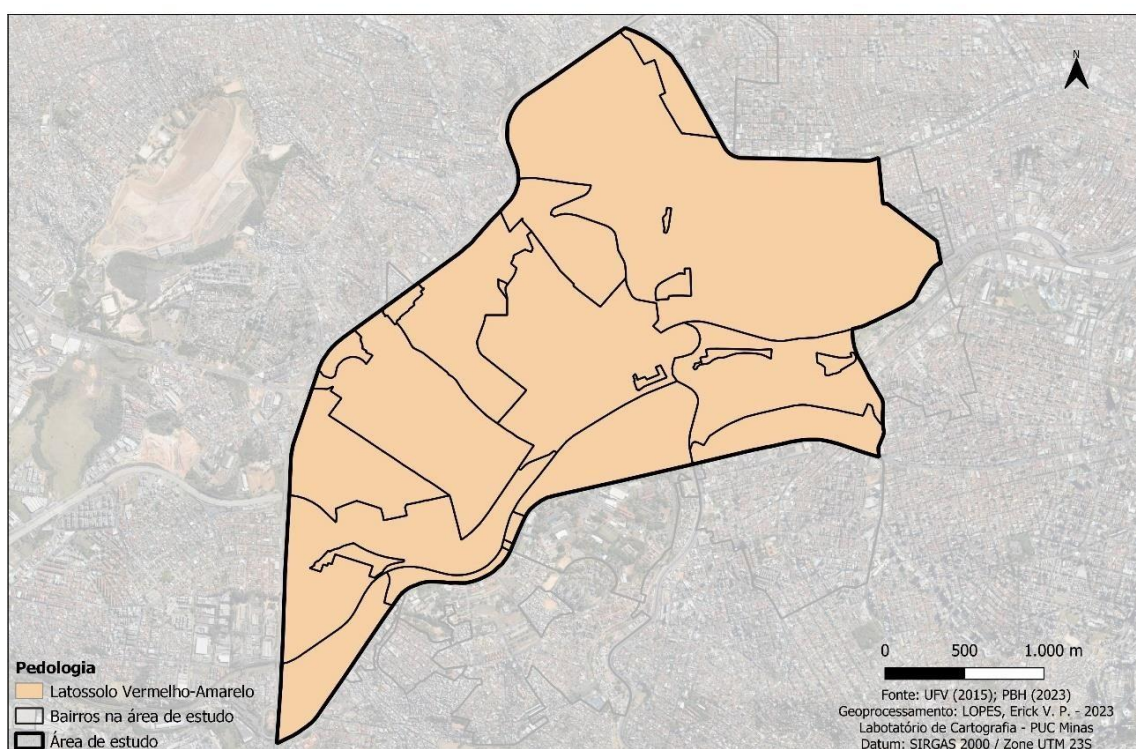 N
Pedologia
Latossolo Vermelho-Amarelo
Bairros na área de estudo
Área de estudo
0 500 1.000 m
Fonte: UFV (2015); PBH (2023)
Geoprocessamento: LOPES, Erick V. P. - 2023
Labotatório de Cartografia - PUC Minas
Datum: SIRGAS 2000 / Zone UTM 23S